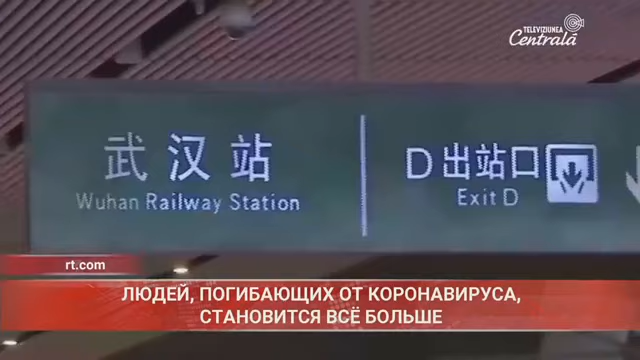 TELEVIZIUNEA
Centrală
武汉站
Wuhan Railway Station
D出站口
Exit D
rt.com
ЛЮДЕЙ, ПОГИБАЮЩИХ ОТ КОРОНАВИРУСА,
СТАНОВИТСЯ ВСЁ БОЛЬШЕ